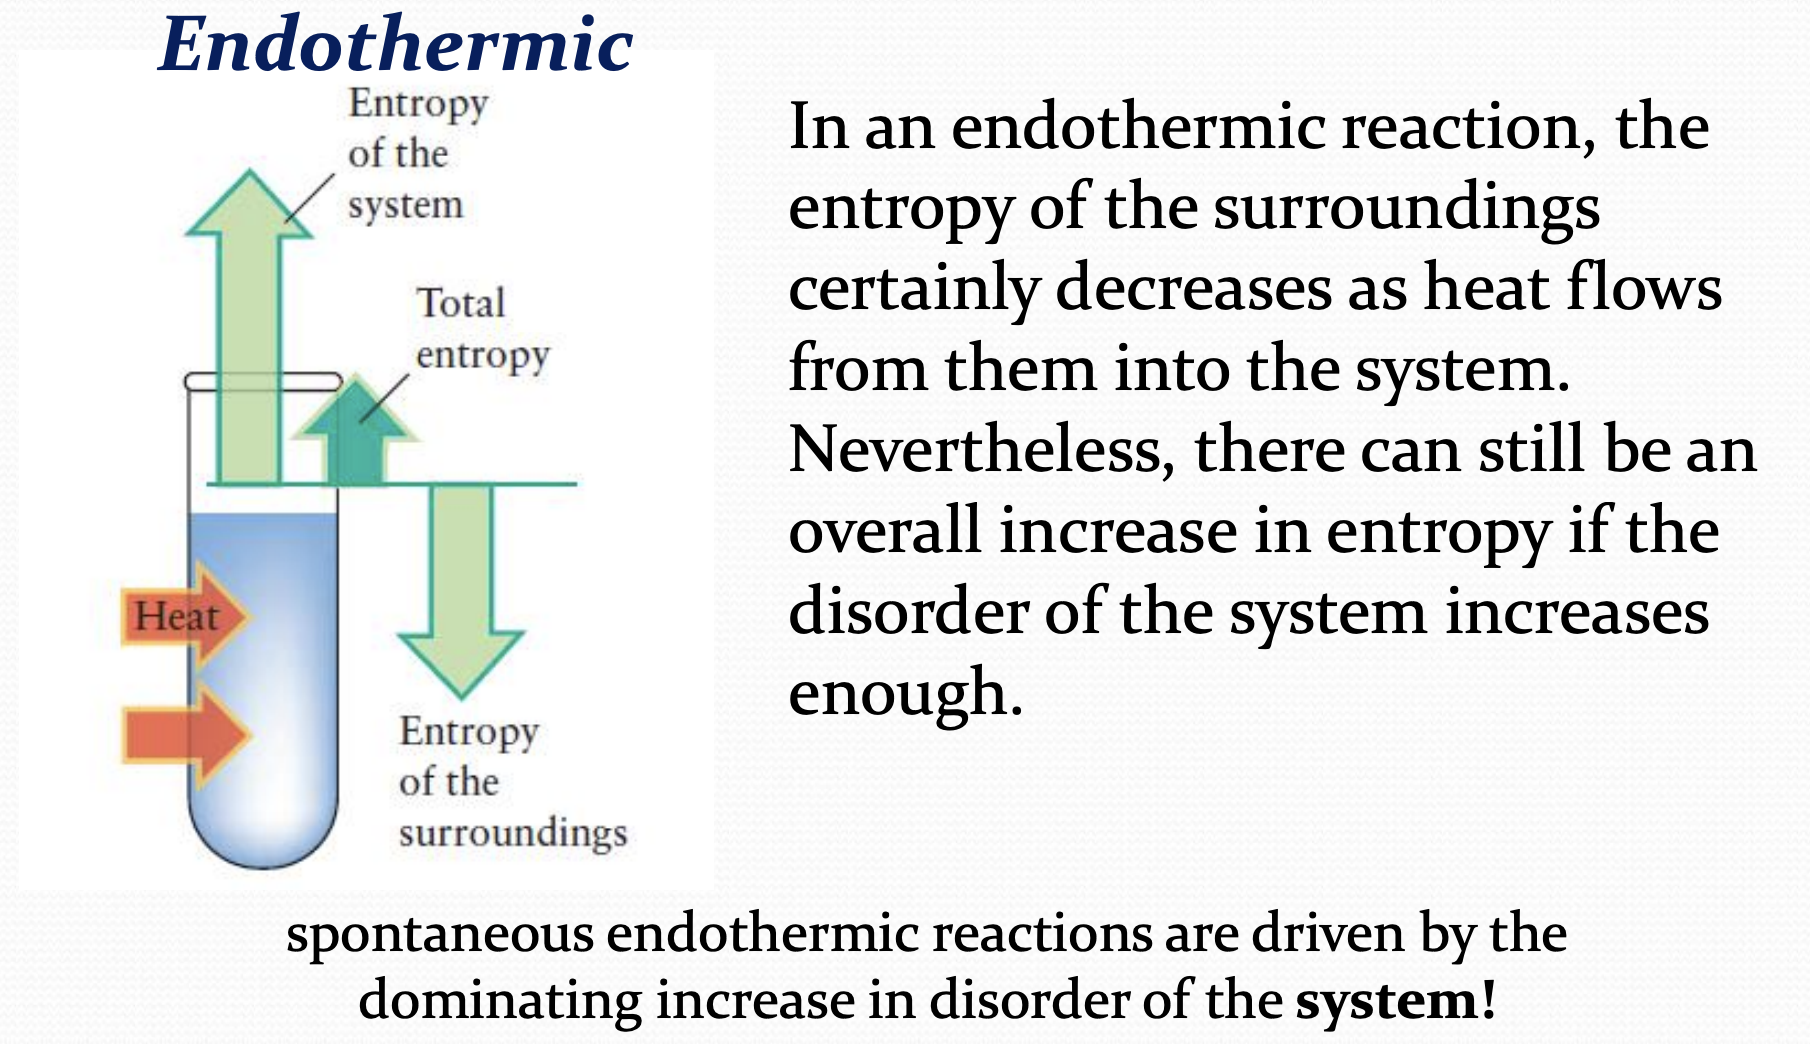 Endothermic
Entropy
of the
system
Total
entropy
Heat
Entropy
of the
surroundings
In an endothermic reaction, the
entropy of the surroundings
certainly decreases as heat flows
from them into the system.
Nevertheless, there can still be an
overall increase in entropy if the
disorder of the system increases
enough.
spontaneous endothermic reactions are driven by the
dominating increase in disorder of the system!